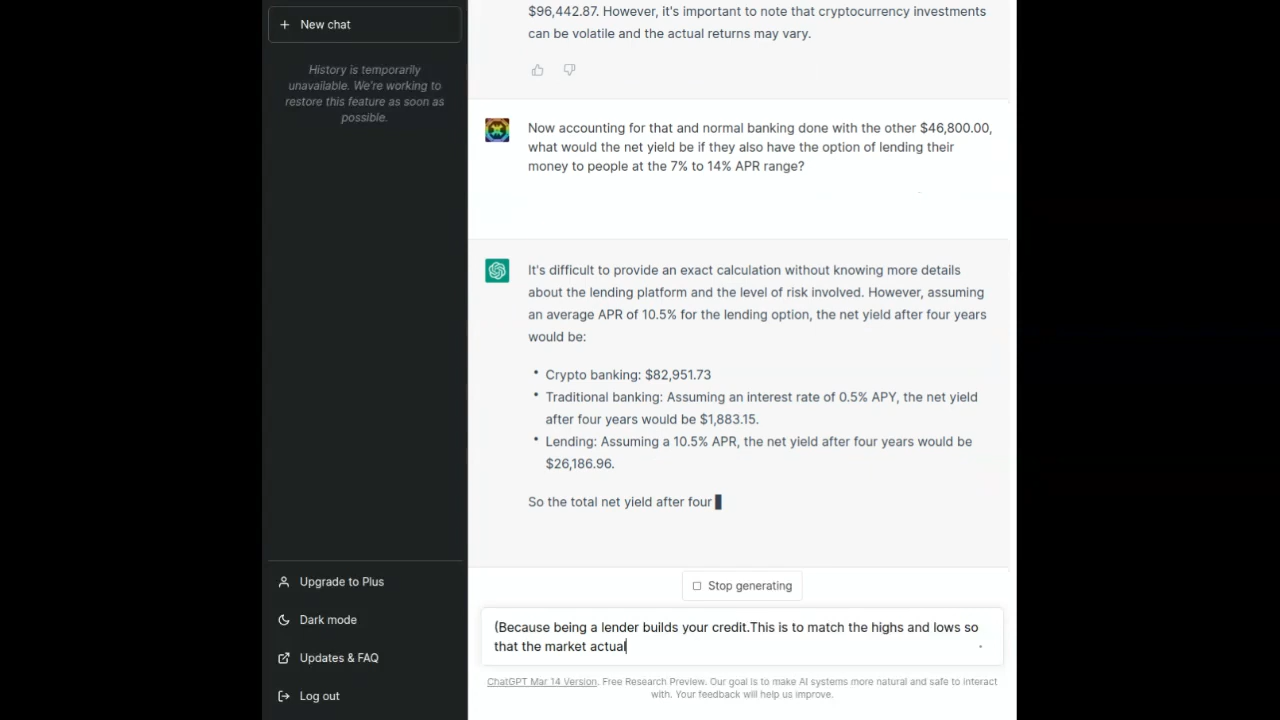 New chat
History is temporarily
unavailable. We're working to
restore this feature as soon as
possible.
$96,442.87. However, it's important to note that cryptocurrency investments
can be volatile and the actual returns may vary.
Now accounting for that and normal banking done with the other $46,800.00,
what would the net yield be if they also have the option of lending their
money to people at the 7% to 14% APR range?
It's difficult to provide an exact calculation without knowing more details
about the lending platform and the level of risk involved. However, assuming
an average APR of 10.5% for the lending option, the net yield after four years
would be:
• Crypto banking: $82,951.73
• Traditional banking: Assuming an interest rate of 0.5% APY, the net yield
after four years would be $1,883.15.
• Lending: Assuming a 10.5% APR, the net yield after four years would be
$26,186.96.
So the total net yield after four
Stop generating
(Because being a lender builds your credit.This is to match the highs and lows so
that the market actual
ChatGPT Mar 14 Version. Free Research Preview. Our goal is to make AI systems more natural and safe to interact
with. Your feedback will help us improve.
Upgrade to Plus
Dark mode
Updates & FAQ
Log out